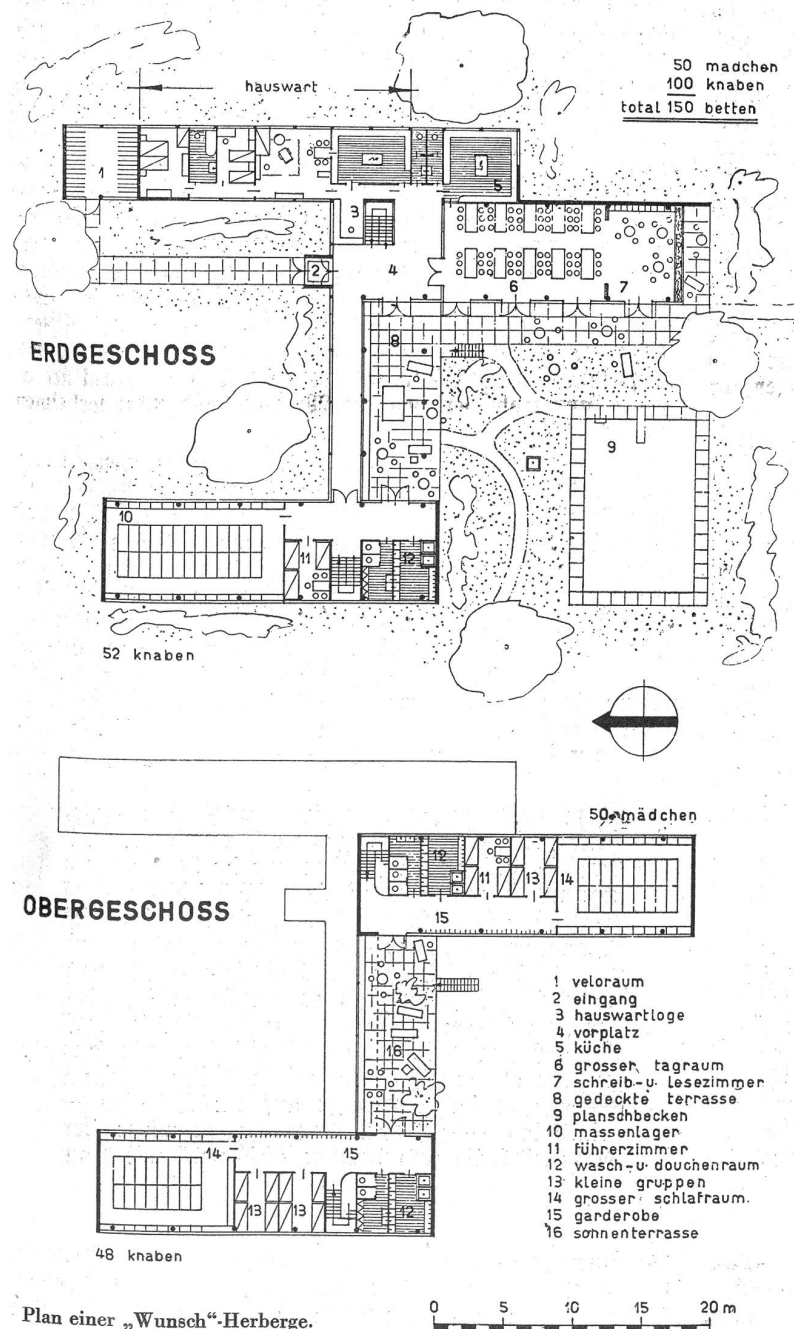 50 mädchen
100 knaben
total 150 betten
hauswart
1
5
3
2
4
6
7
8
ERDGESCHOSS
9
10
11
12
52 knaben
50 mädchen
12
11
13
14
OBERGESCHOSS
15
16
14
15
13
13
12
48 knaben
1 veloraum
2 eingang
3 hauswartloge
4 vorplatz
5 küche
6 grosser tagraum
7 schreib-u. lesezimmer
8 gedeckte terrasse
9 planschbecken
10 massenlager
11 führerzimmer
12 wasch-u douchenraum
13 kleine gruppen
14 grosser schlafraum.
15 garderobe
16 sonnenterrasse
0 5 10 15 20 m
Plan einer „Wunsch“-Herberge.